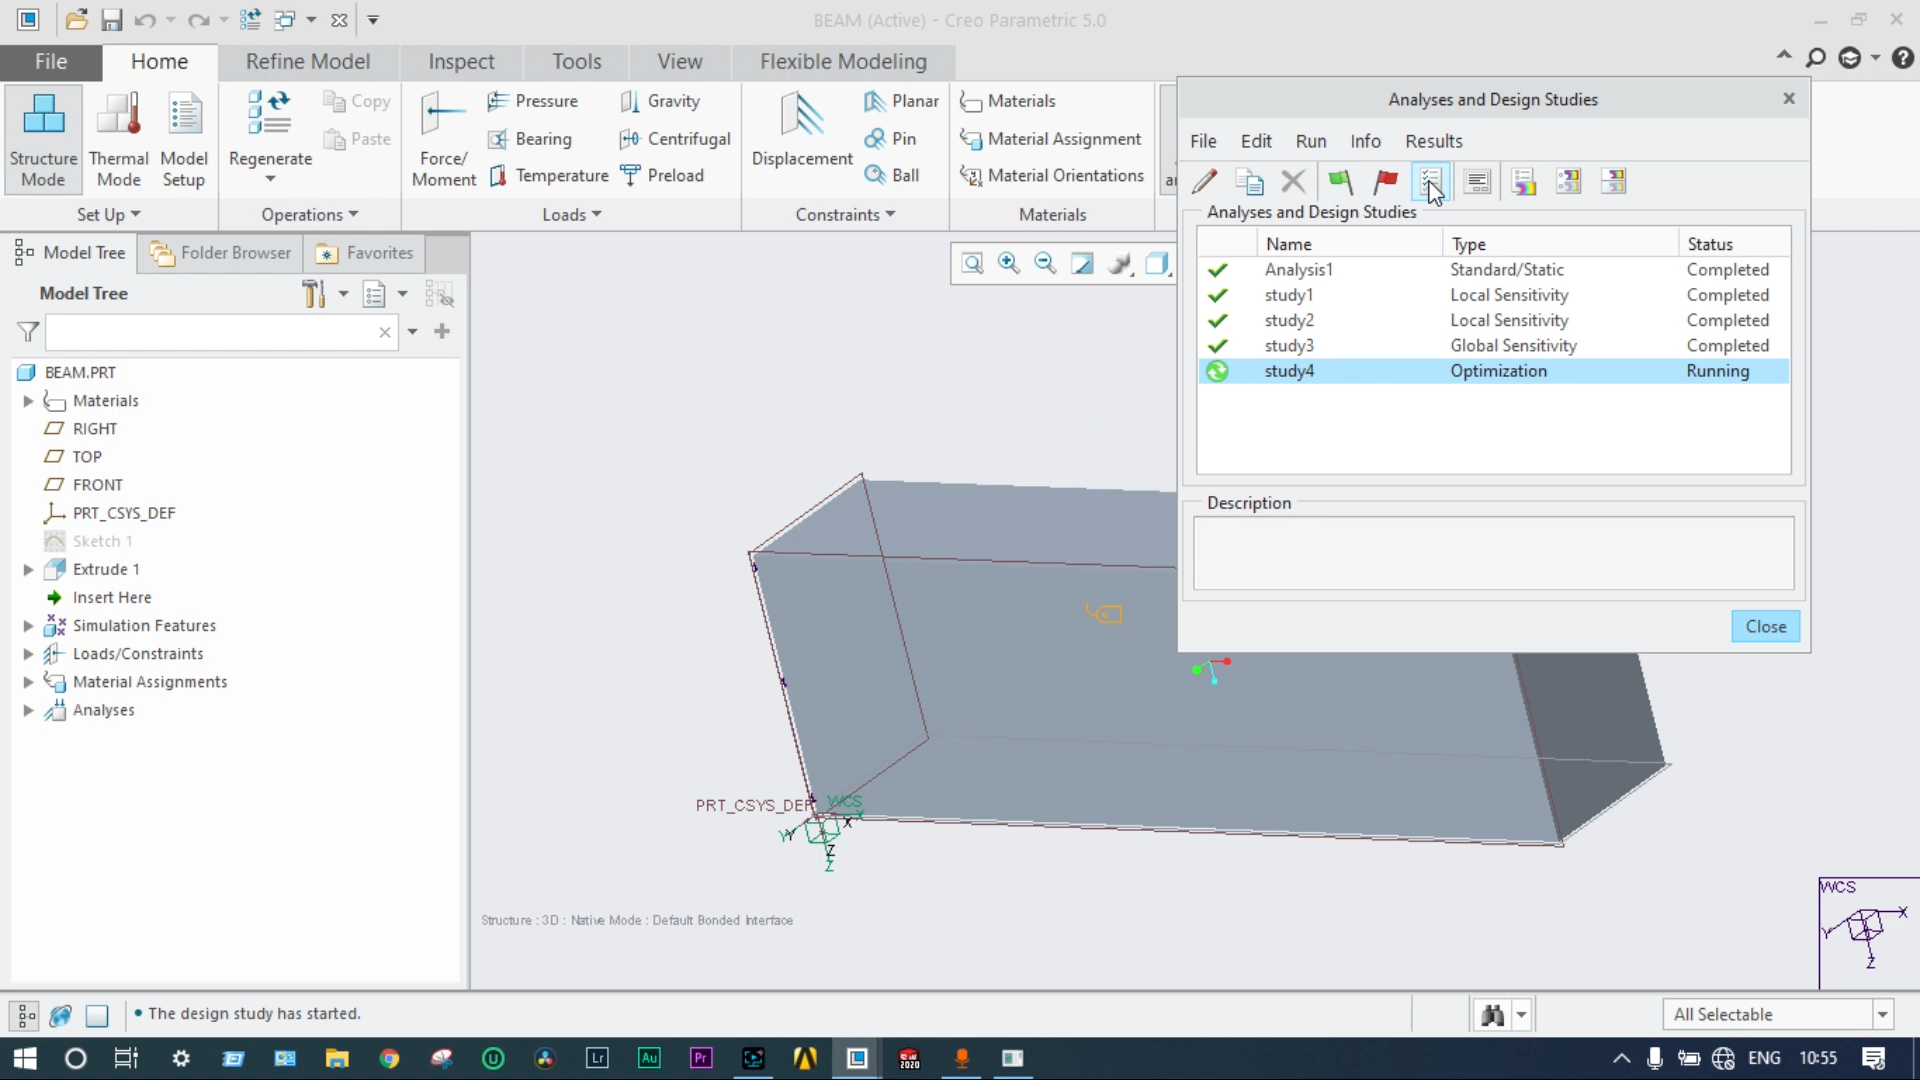 BEAM (Active) - Creo Parametric 5.0
File Home Refine Model Inspect Tools View Flexible Modeling
Structure Mode
Thermal Mode
Model Setup
Set Up
Regenerate
Copy
Paste
Operations
Force/ Moment
Pressure
Bearing
Temperature
Gravity
Centrifugal
Preload
Loads
Displacement
Planar
Pin
Ball
Constraints
Materials
Material Assignment
Material Orientations
Materials
Analyses and Design Studies
File Edit Run Info Results
Analyses and Design Studies
Name Type Status
Analysis1 Standard/Static Completed
study1 Local Sensitivity Completed
study2 Local Sensitivity Completed
study3 Global Sensitivity Completed
study4 Optimization Running
Description
Close
Model Tree Folder Browser Favorites
Model Tree
BEAM.PRT
Materials
RIGHT
TOP
FRONT
PRT_CSYS_DEF
Sketch 1
Extrude 1
Insert Here
Simulation Features
Loads/Constraints
Material Assignments
Analyses
PRT_CSYS_DEF WCS
X
Y Y
Z
Z
Structure : 3D : Native Mode : Default Bonded Interface
WCS
X
Y
Z
• The design study has started.
All Selectable
Lr Au Pr 2020 ENG 10:55